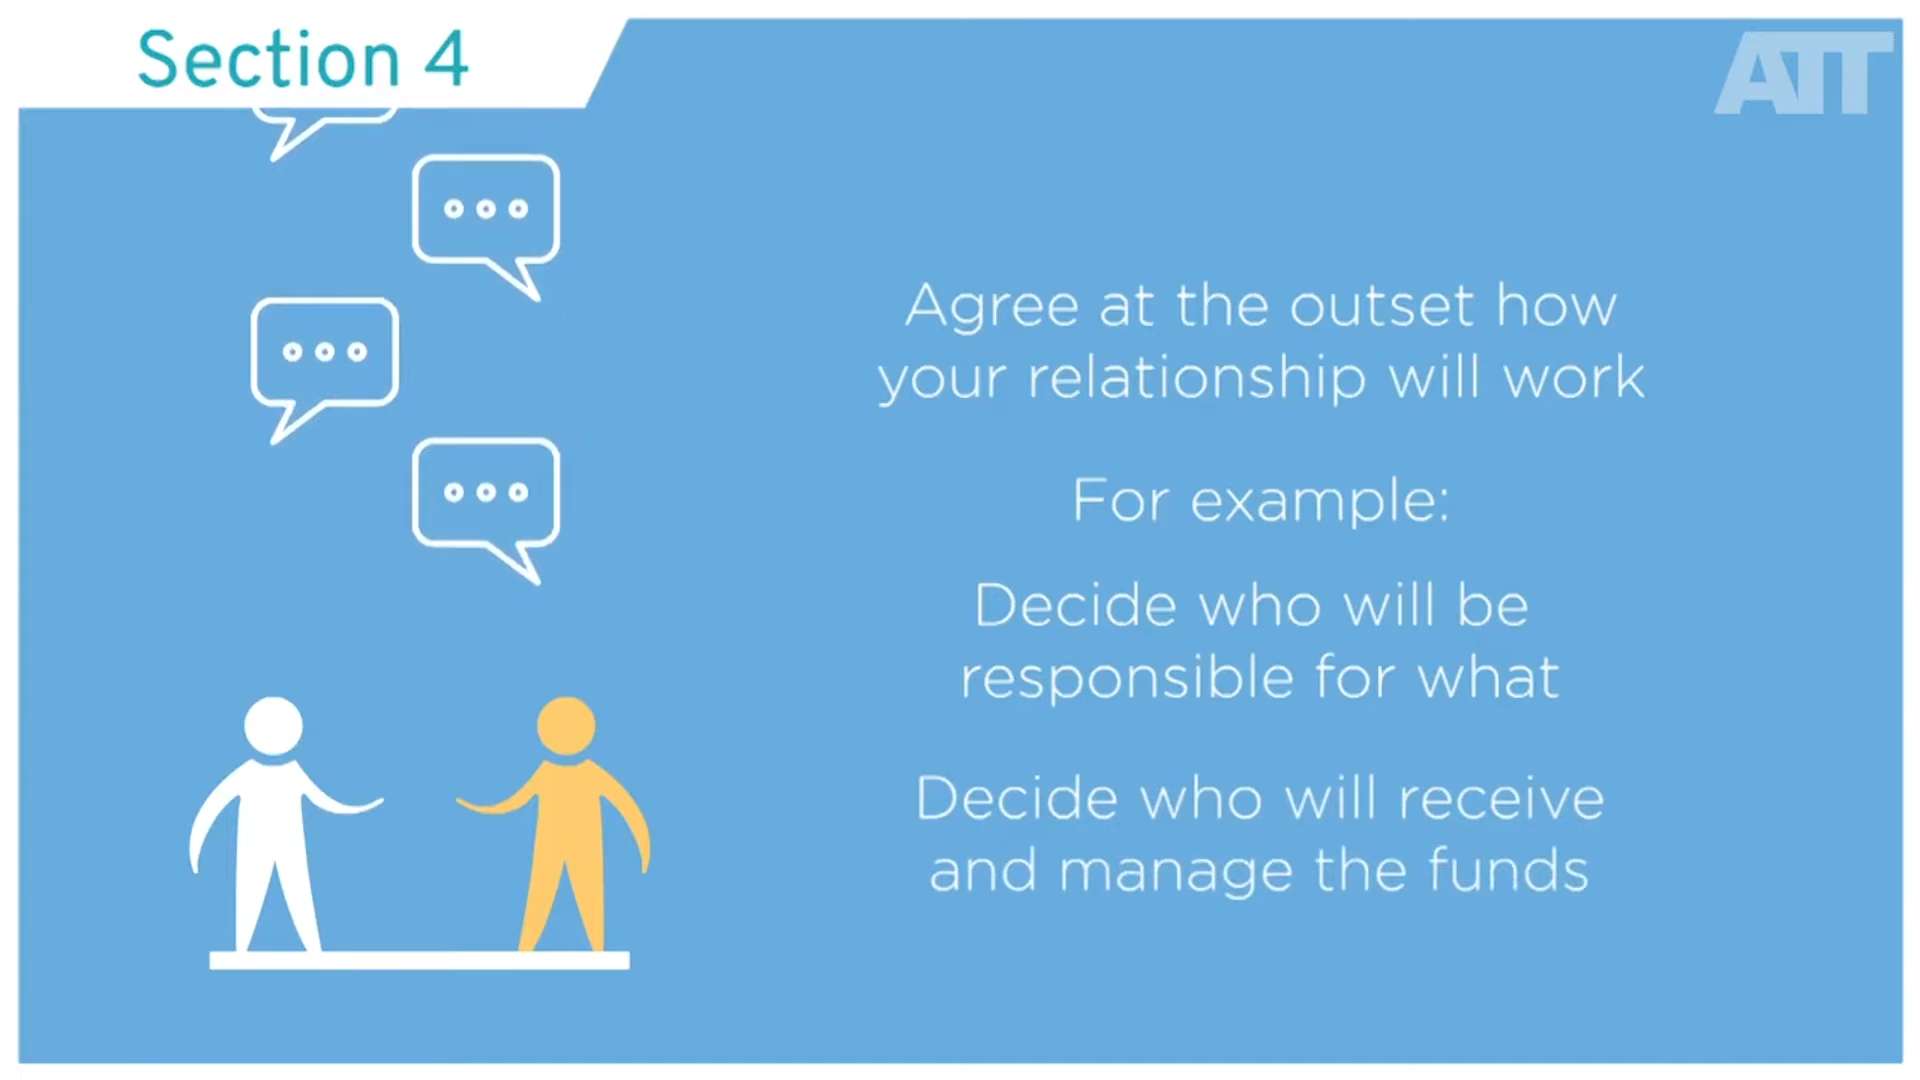 Section 4
ATT
Agree at the outset how
your relationship will work
For example:
Decide who will be
responsible for what
Decide who will receive
and manage the funds